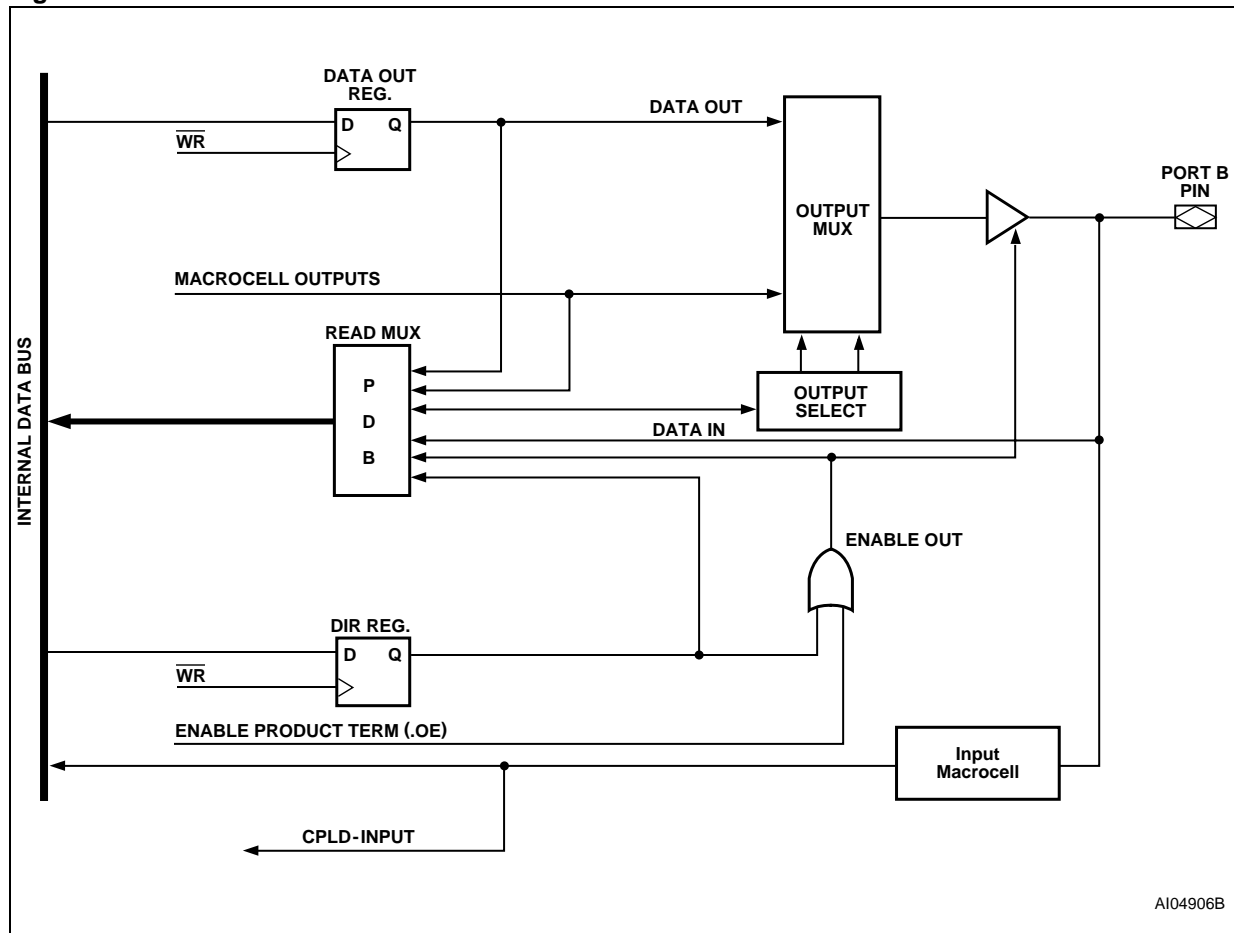 DATA OUT
REG.
D Q
WR
DATA OUT
OUTPUT
MUX
PORT B
PIN
MACROCELL OUTPUTS
READ MUX
P
D
B
OUTPUT
SELECT
DATA IN
INTERNAL DATA BUS
ENABLE OUT
DIR REG.
D Q
WR
ENABLE PRODUCT TERM (.OE)
Input
Macrocell
CPLD-INPUT
AI04906B